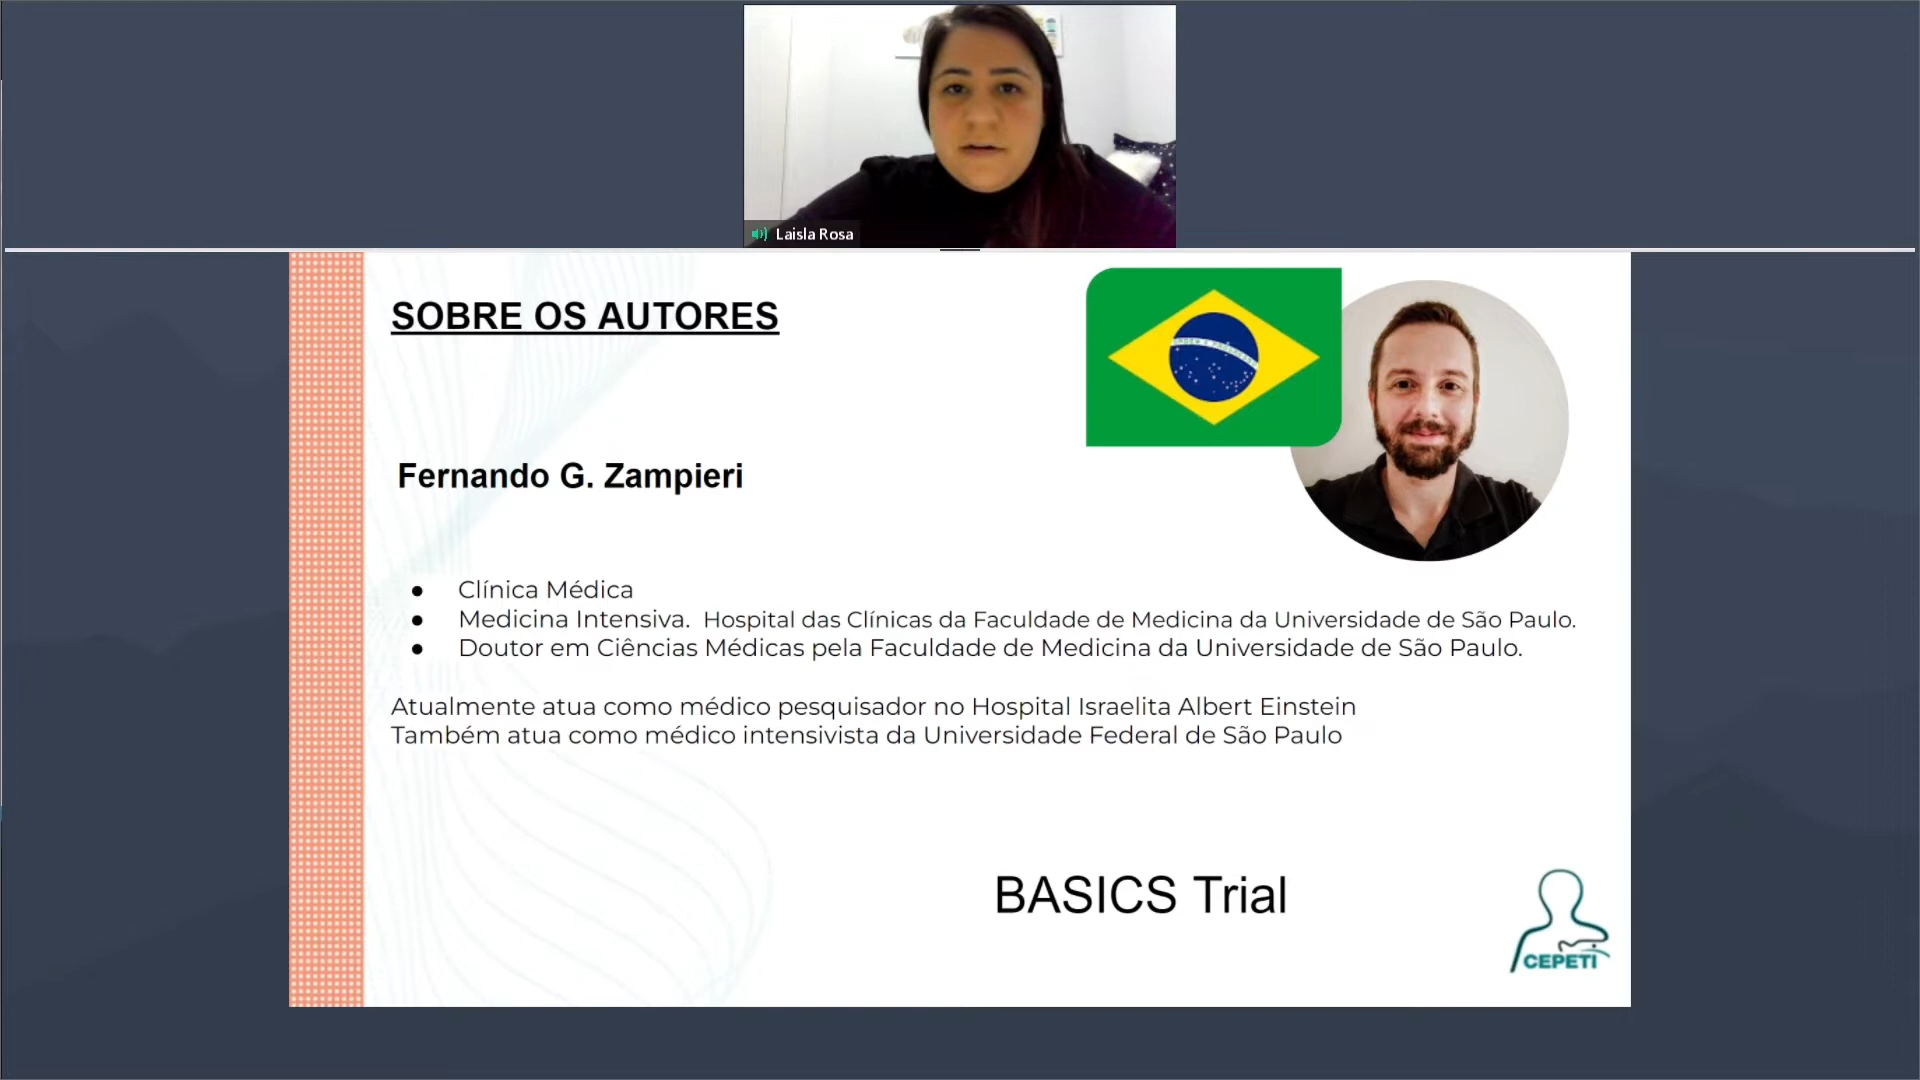 Laisla Rosa
SOBRE OS AUTORES
Fernando G. Zampieri
● Clínica Médica
● Medicina Intensiva. Hospital das Clínicas da Faculdade de Medicina da Universidade de São Paulo.
● Doutor em Ciências Médicas pela Faculdade de Medicina da Universidade de São Paulo.
Atualmente atua como médico pesquisador no Hospital Israelita Albert Einstein
Também atua como médico intensivista da Universidade Federal de São Paulo
BASICS Trial
CEPETI